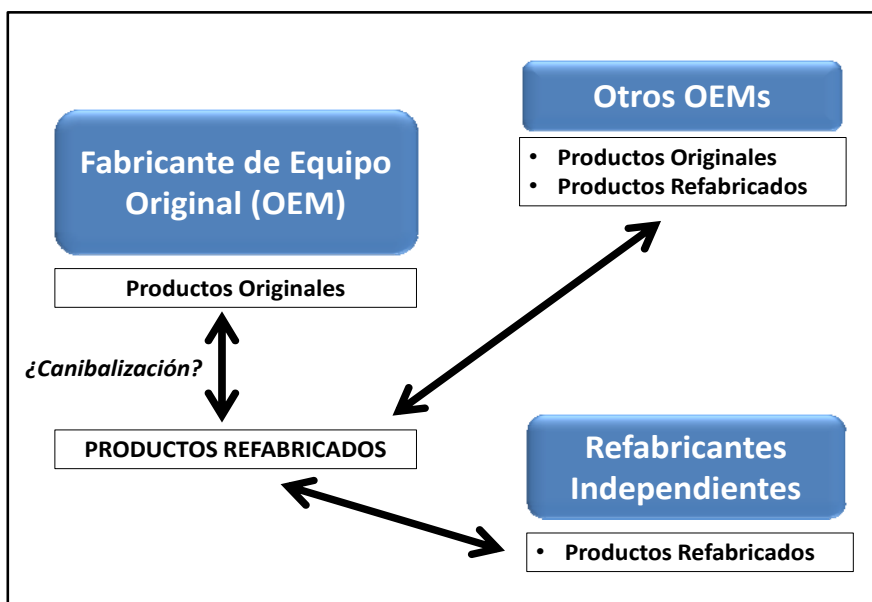 Fabricante de Equipo
Original (OEM)
Productos Originales
¿Canibalización?
PRODUCTOS REFABRICADOS
Otros OEMs
• Productos Originales
• Productos Refabricados
Refabricantes
Independientes
• Productos Refabricados